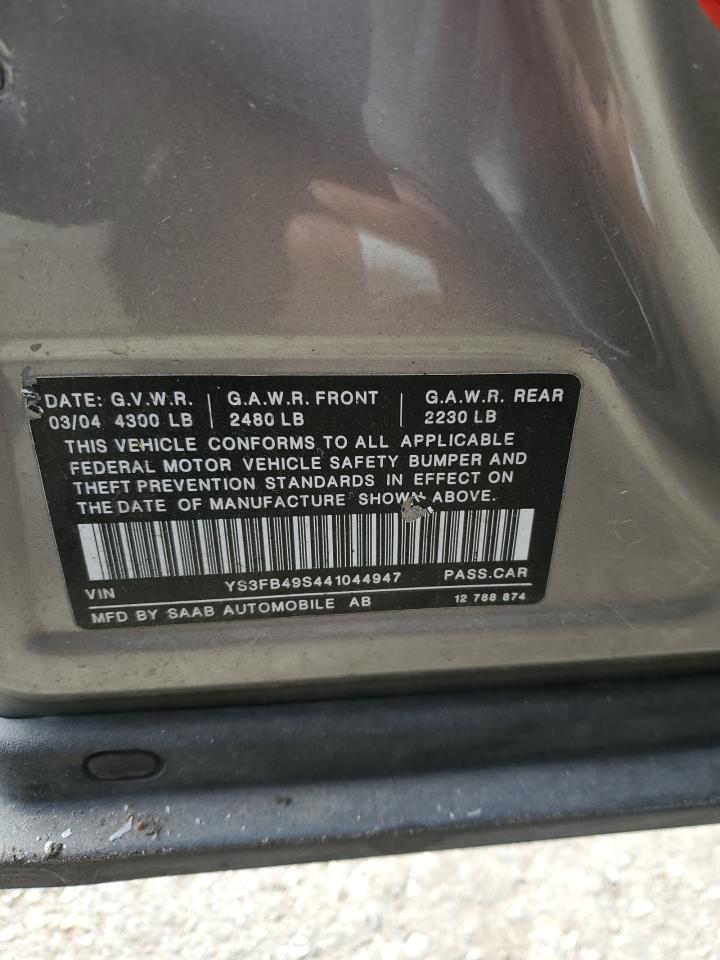 DATE: G.V.W.R. G.A.W.R. FRONT G.A.W.R. REAR
03/04 4300 LB 2480 LB 2230 LB
THIS VEHICLE CONFORMS TO ALL APPLICABLE
FEDERAL MOTOR VEHICLE SAFETY BUMPER AND
THEFT PREVENTION STANDARDS IN EFFECT ON
THE DATE OF MANUFACTURE SHOWN ABOVE.
VIN YS3FB49S441044947 PASS.CAR
MFD BY SAAB AUTOMOBILE AB 12 788 874